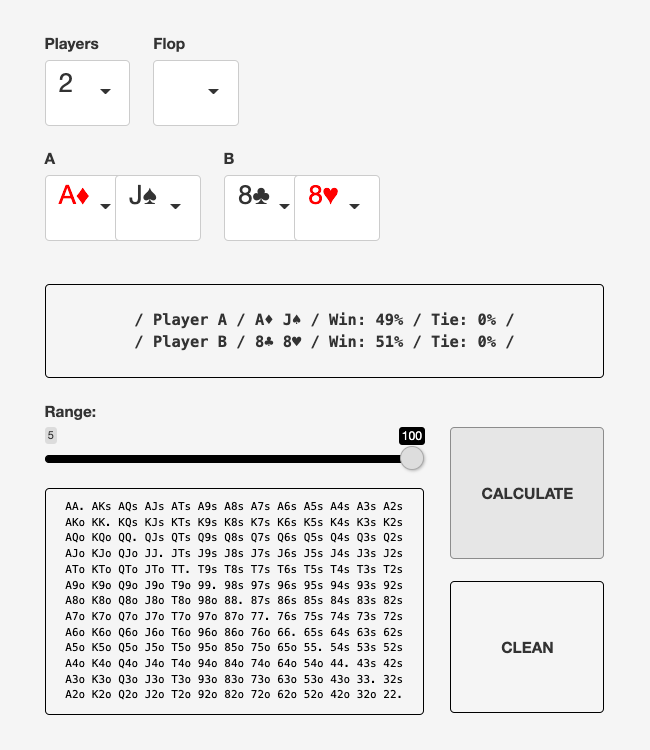 Players Flop
2
A B
A♦ J♠ 8♣ 8♥
/ Player A / A♦ J♠ / Win: 49% / Tie: 0% /
/ Player B / 8♣ 8♥ / Win: 51% / Tie: 0% /
Range:
5 100
CALCULATE
AA. AKs AQs AJs ATs A9s A8s A7s A6s A5s A4s A3s A2s
AKo KK. KQs KJs KTs K9s K8s K7s K6s K5s K4s K3s K2s
AQo KQo QQ. QJs QTs Q9s Q8s Q7s Q6s Q5s Q4s Q3s Q2s
AJo KJo QJo JJ. JTs J9s J8s J7s J6s J5s J4s J3s J2s
ATo KTo QTo JTo TT. T9s T8s T7s T6s T5s T4s T3s T2s
A9o K9o Q9o J9o T9o 99. 98s 97s 96s 95s 94s 93s 92s
A8o K8o Q8o J8o T8o 98o 88. 87s 86s 85s 84s 83s 82s
A7o K7o Q7o J7o T7o 97o 87o 77. 76s 75s 74s 73s 72s
A6o K6o Q6o J6o T6o 96o 86o 76o 66. 65s 64s 63s 62s
A5o K5o Q5o J5o T5o 95o 85o 75o 65o 55. 54s 53s 52s
A4o K4o Q4o J4o T4o 94o 84o 74o 64o 54o 44. 43s 42s
A3o K3o Q3o J3o T3o 93o 83o 73o 63o 53o 43o 33. 32s
A2o K2o Q2o J2o T2o 92o 82o 72o 62o 52o 42o 32o 22.
CLEAN